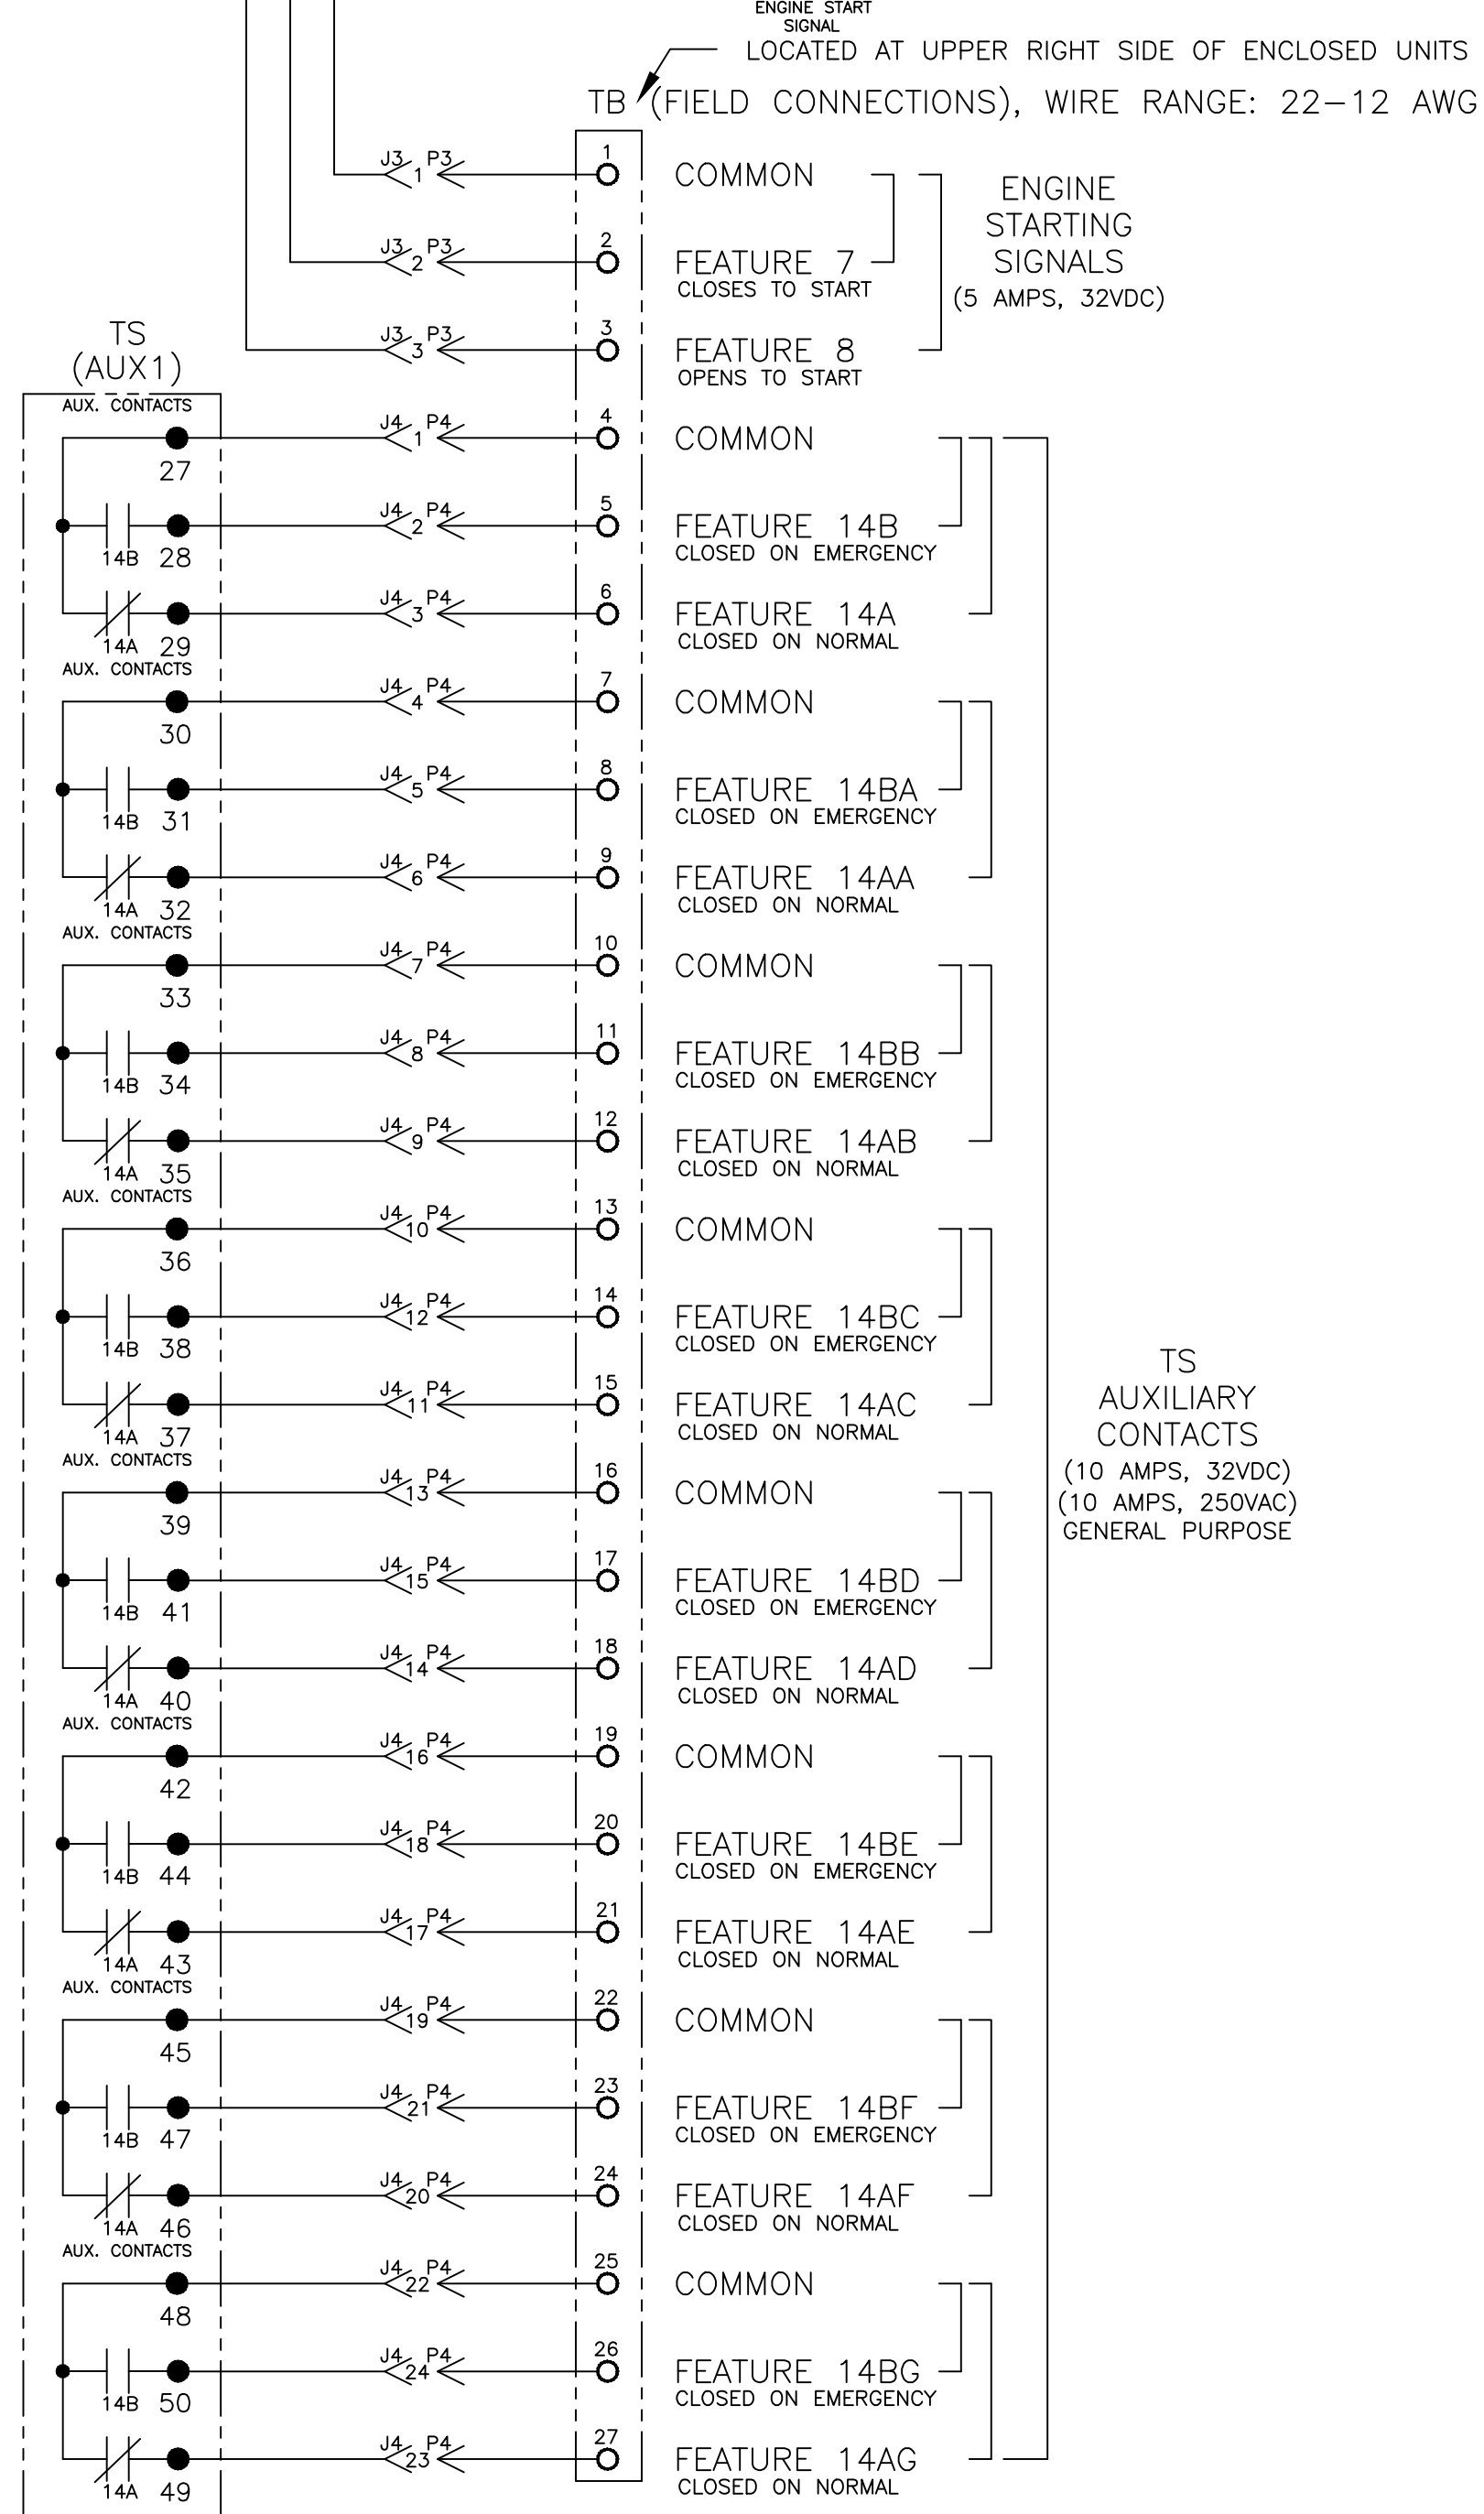 ENGINE START
SIGNAL
LOCATED AT UPPER RIGHT SIDE OF ENCLOSED UNITS
TB (FIELD CONNECTIONS), WIRE RANGE: 22-12 AWG
J3 1 P3 1 COMMON
ENGINE
STARTING
SIGNALS
(5 AMPS, 32VDC)
J3 2 P3 2 FEATURE 7
CLOSES TO START
J3 3 P3 3 FEATURE 8
OPENS TO START
TS
(AUX1)
AUX. CONTACTS
27 J4 1 P4 4 COMMON
14B 28 J4 2 P4 5 FEATURE 14B
CLOSED ON EMERGENCY
14A 29 J4 3 P4 6 FEATURE 14A
CLOSED ON NORMAL
AUX. CONTACTS
30 J4 4 P4 7 COMMON
14B 31 J4 5 P4 8 FEATURE 14BA
CLOSED ON EMERGENCY
14A 32 J4 6 P4 9 FEATURE 14AA
CLOSED ON NORMAL
AUX. CONTACTS
33 J4 7 P4 10 COMMON
14B 34 J4 8 P4 11 FEATURE 14BB
CLOSED ON EMERGENCY
14A 35 J4 9 P4 12 FEATURE 14AB
CLOSED ON NORMAL
AUX. CONTACTS
36 J4 10 P4 13 COMMON
14B 38 J4 12 P4 14 FEATURE 14BC
CLOSED ON EMERGENCY
14A 37 J4 11 P4 15 FEATURE 14AC
CLOSED ON NORMAL
TS
AUXILIARY
CONTACTS
(10 AMPS, 32VDC)
(10 AMPS, 250VAC)
GENERAL PURPOSE
AUX. CONTACTS
39 J4 13 P4 16 COMMON
14B 41 J4 15 P4 17 FEATURE 14BD
CLOSED ON EMERGENCY
14A 40 J4 14 P4 18 FEATURE 14AD
CLOSED ON NORMAL
AUX. CONTACTS
42 J4 16 P4 19 COMMON
14B 44 J4 18 P4 20 FEATURE 14BE
CLOSED ON EMERGENCY
14A 43 J4 17 P4 21 FEATURE 14AE
CLOSED ON NORMAL
AUX. CONTACTS
45 J4 19 P4 22 COMMON
14B 47 J4 21 P4 23 FEATURE 14BF
CLOSED ON EMERGENCY
14A 46 J4 20 P4 24 FEATURE 14AF
CLOSED ON NORMAL
AUX. CONTACTS
48 J4 22 P4 25 COMMON
14B 50 J4 24 P4 26 FEATURE 14BG
CLOSED ON EMERGENCY
14A 49 J4 23 P4 27 FEATURE 14AG
CLOSED ON NORMAL